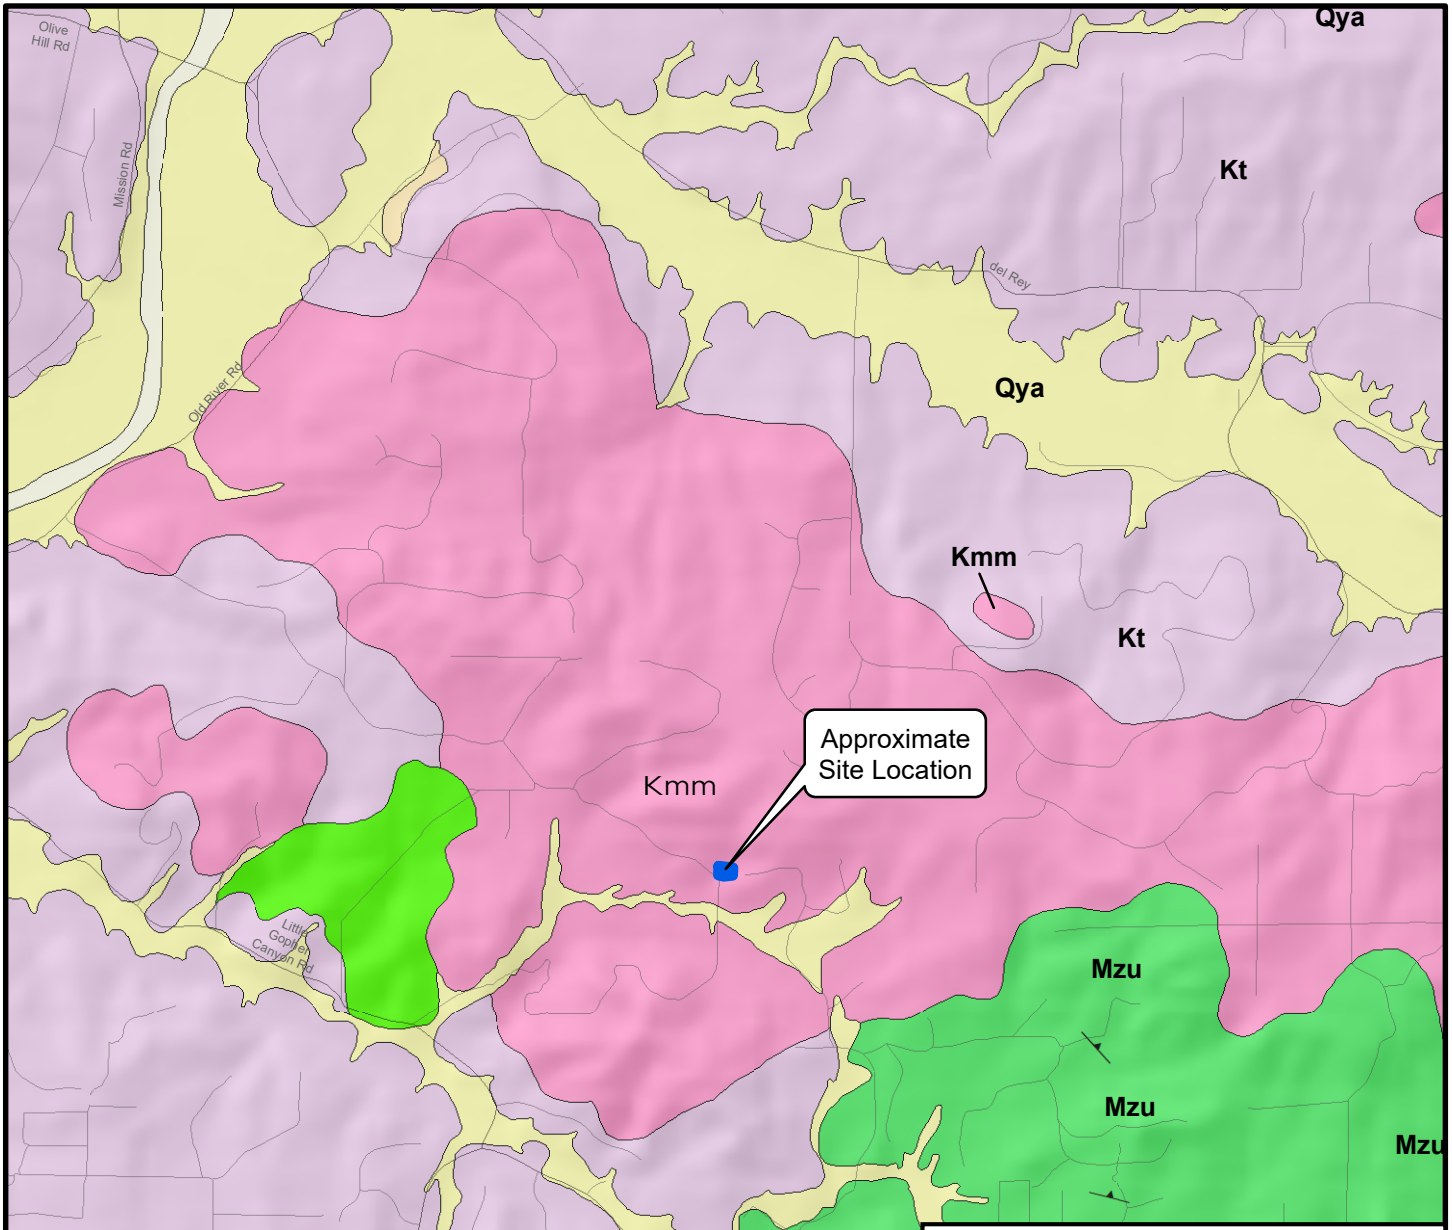 Qya
Olive
Hill Rd
Mission Rd
Kt
del Rey
Old River Rd
Qya
Kmm
Kt
Approximate
Site Location
Kmm
Little
Gopher
Canyon Rd
Mzu
Mzu
Mzu